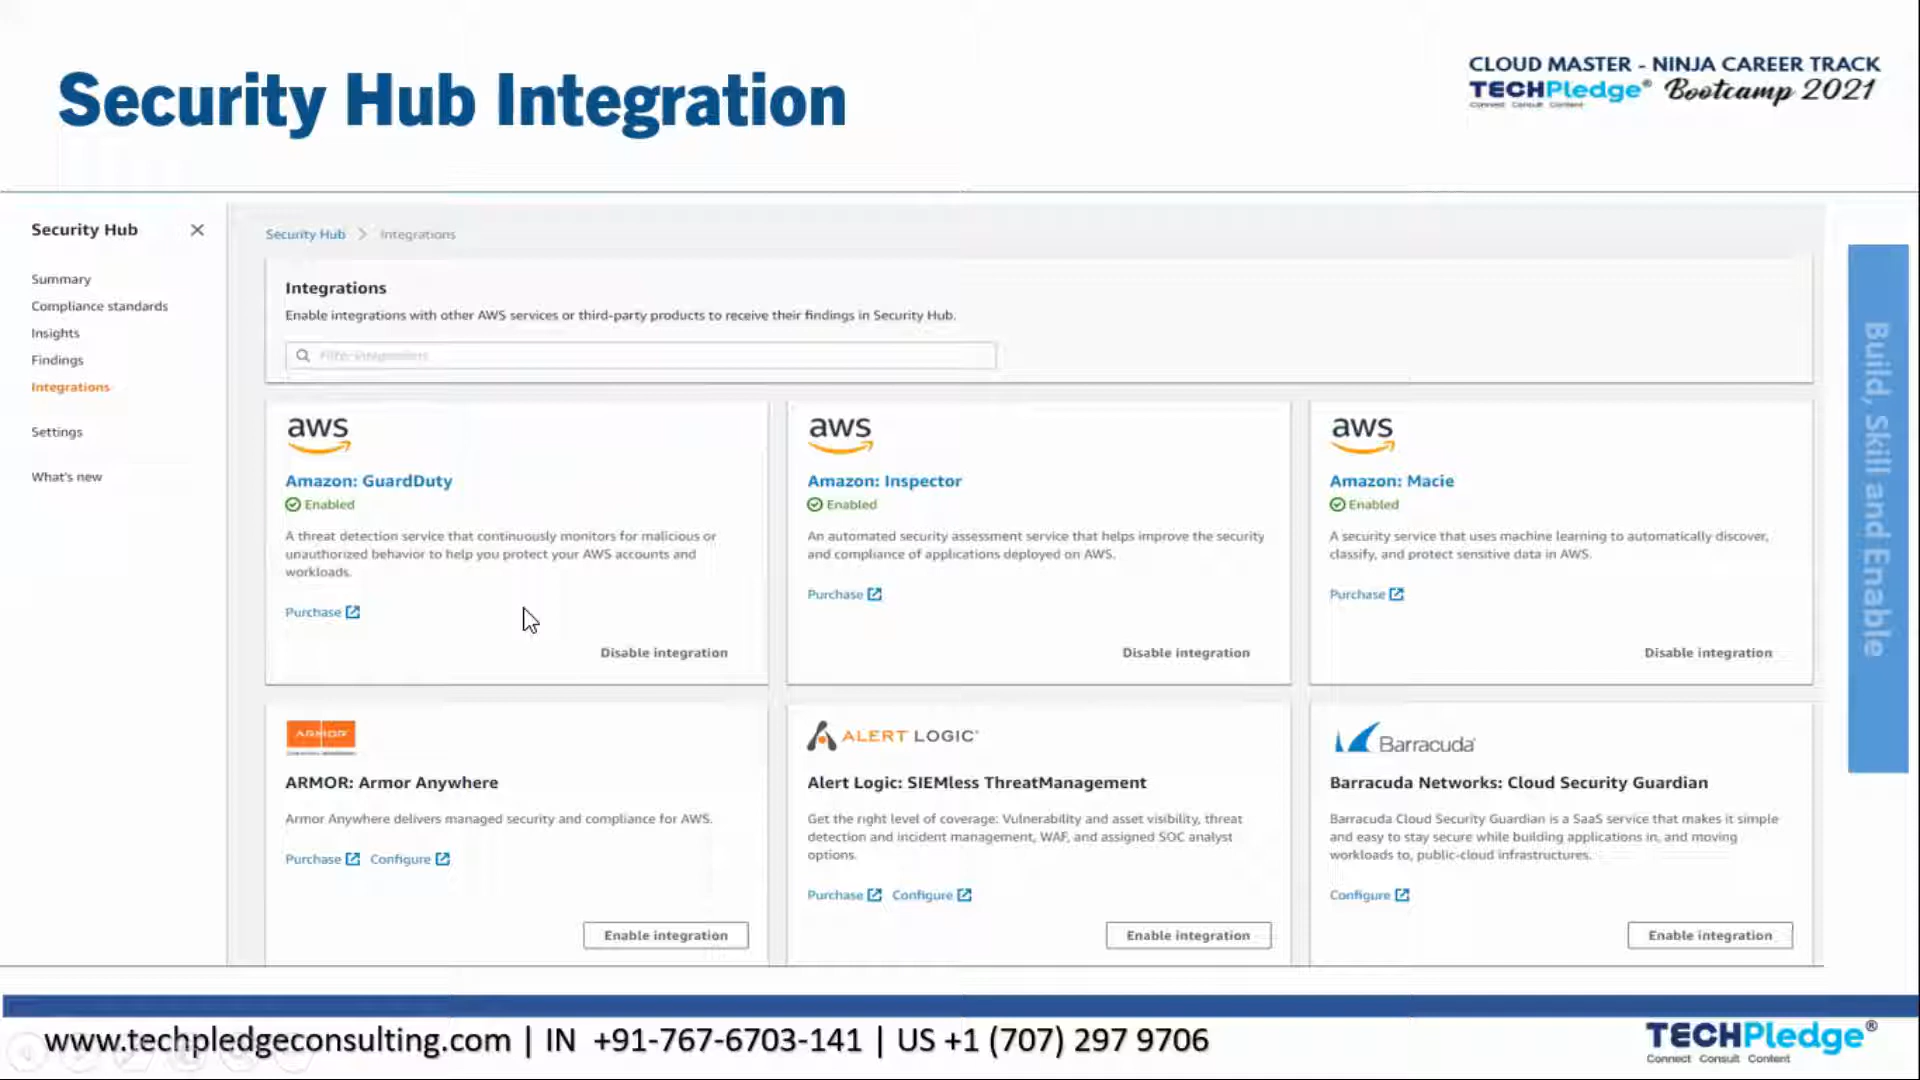 Security Hub Integration
CLOUD MASTER - NINJA CAREER TRACK
TECHPledge® Bootcamp 2021
Connect Consult Content
Security Hub
Summary
Compliance standards
Insights
Findings
Integrations
Settings
What's new
Security Hub > Integrations
Integrations
Enable integrations with other AWS services or third-party products to receive their findings in Security Hub.
Filter integrations
aws
Amazon: GuardDuty
Enabled
A threat detection service that continuously monitors for malicious or
unauthorized behavior to help you protect your AWS accounts and
workloads.
Purchase
Disable integration
aws
Amazon: Inspector
Enabled
An automated security assessment service that helps improve the security
and compliance of applications deployed on AWS.
Purchase
Disable integration
aws
Amazon: Macie
Enabled
A security service that uses machine learning to automatically discover,
classify, and protect sensitive data in AWS.
Purchase
Disable integration
ARMOR
ARMOR: Armor Anywhere
Armor Anywhere delivers managed security and compliance for AWS.
Purchase Configure
Enable integration
ALERT LOGIC
Alert Logic: SIEMless ThreatManagement
Get the right level of coverage: Vulnerability and asset visibility, threat
detection and incident management, WAF, and assigned SOC analyst
options.
Purchase Configure
Enable integration
Barracuda
Barracuda Networks: Cloud Security Guardian
Barracuda Cloud Security Guardian is a SaaS service that makes it simple
and easy to stay secure while building applications in, and moving
workloads to, public-cloud infrastructures.
Configure
Enable integration
Build, Skill and Enable
www.techpledgeconsulting.com | IN +91-767-6703-141 | US +1 (707) 297 9706
TECHPledge®
Connect Consult Content